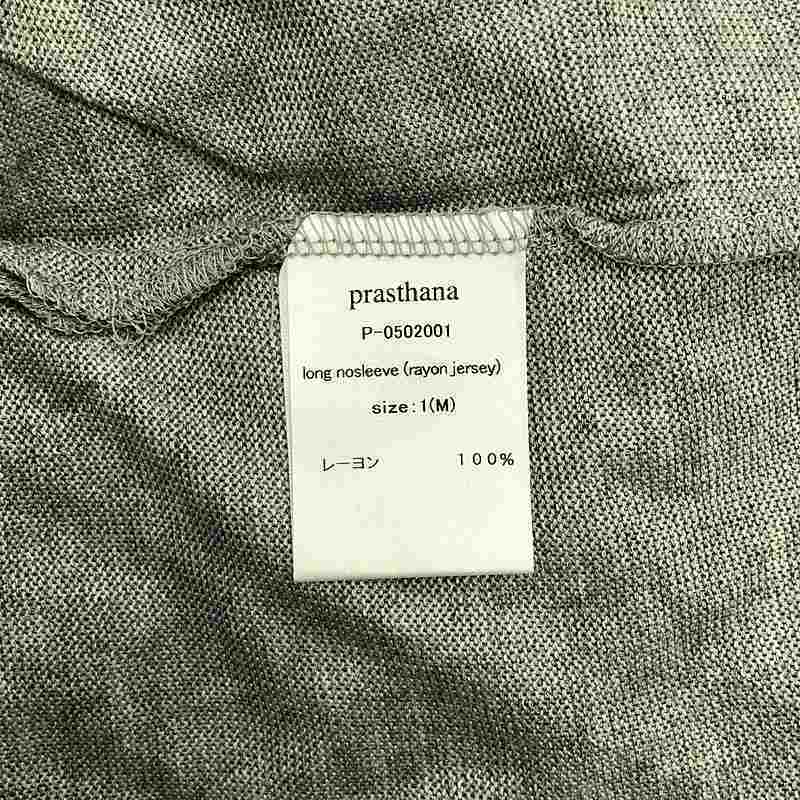 prasthana
P-0502001
long nosleeve (rayon jersey)
size:1(M)
レーヨン 100%